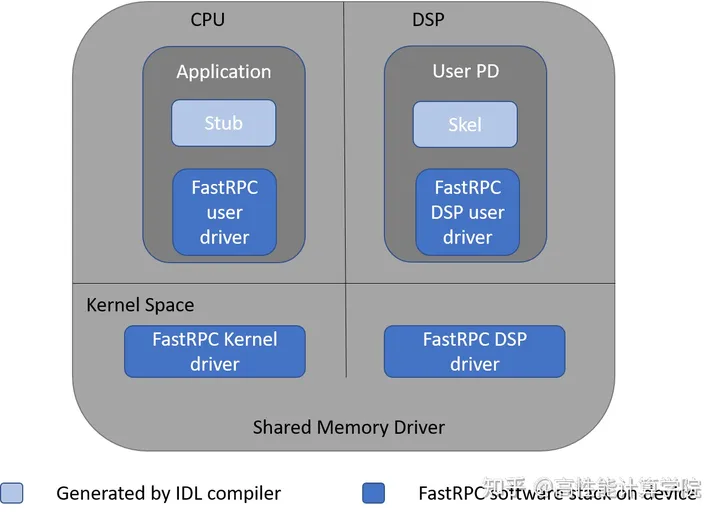 CPU
DSP
Application
User PD
Stub
Skel
FastRPC
user
driver
FastRPC
DSP user
driver
Kernel Space
FastRPC Kernel
driver
FastRPC DSP
driver
Shared Memory Driver
Generated by IDL compiler
FastRPC software stack on device
知乎 @高性能计算学院